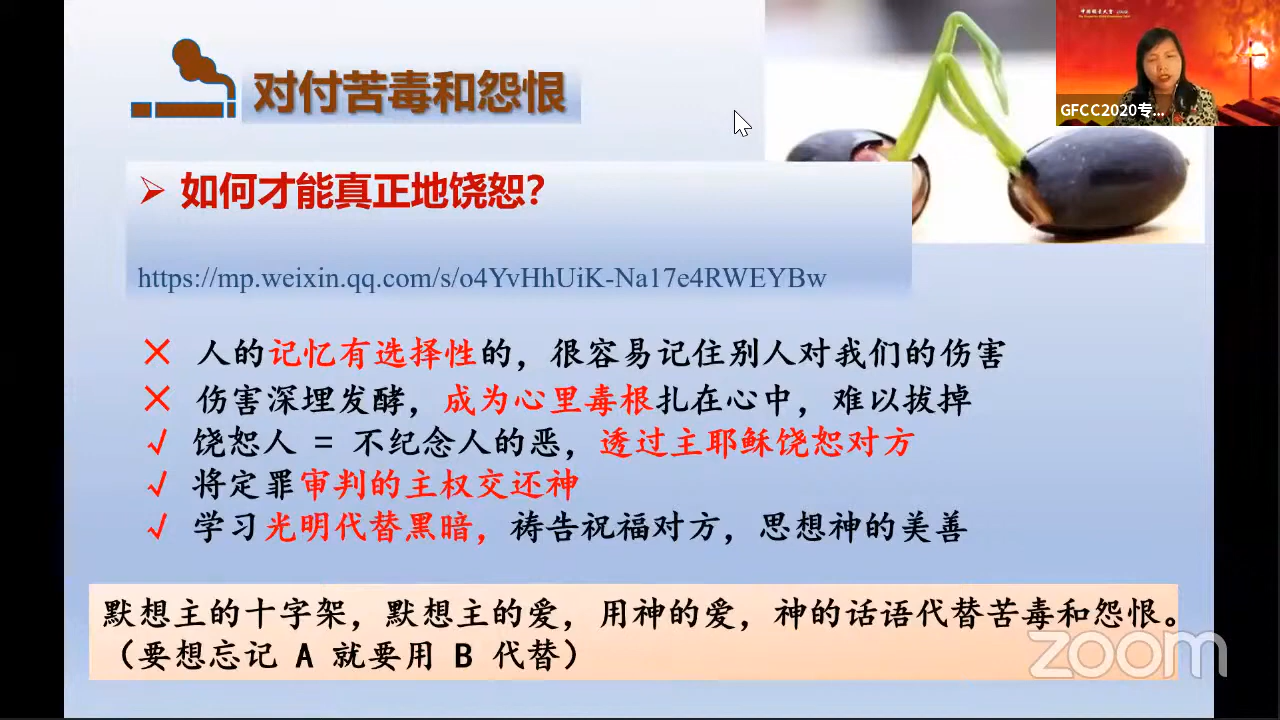 对付苦毒和怨恨
GFCC2020专...
➢ 如何才能真正地饶恕?
https://mp.weixin.qq.com/s/o4YvHhUiK-Na17e4RWEYBw
× 人的记忆有选择性的，很容易记住别人对我们的伤害
× 伤害深埋发酵，成为心里毒根扎在心中，难以拔掉
√ 饶恕人 = 不纪念人的恶，透过主耶稣饶恕对方
√ 将定罪审判的主权交还神
√ 学习光明代替黑暗，祷告祝福对方，思想神的美善
默想主的十字架，默想主的爱，用神的爱，神的话语代替苦毒和怨恨。
（要想忘记 A 就要用 B 代替）
zoom